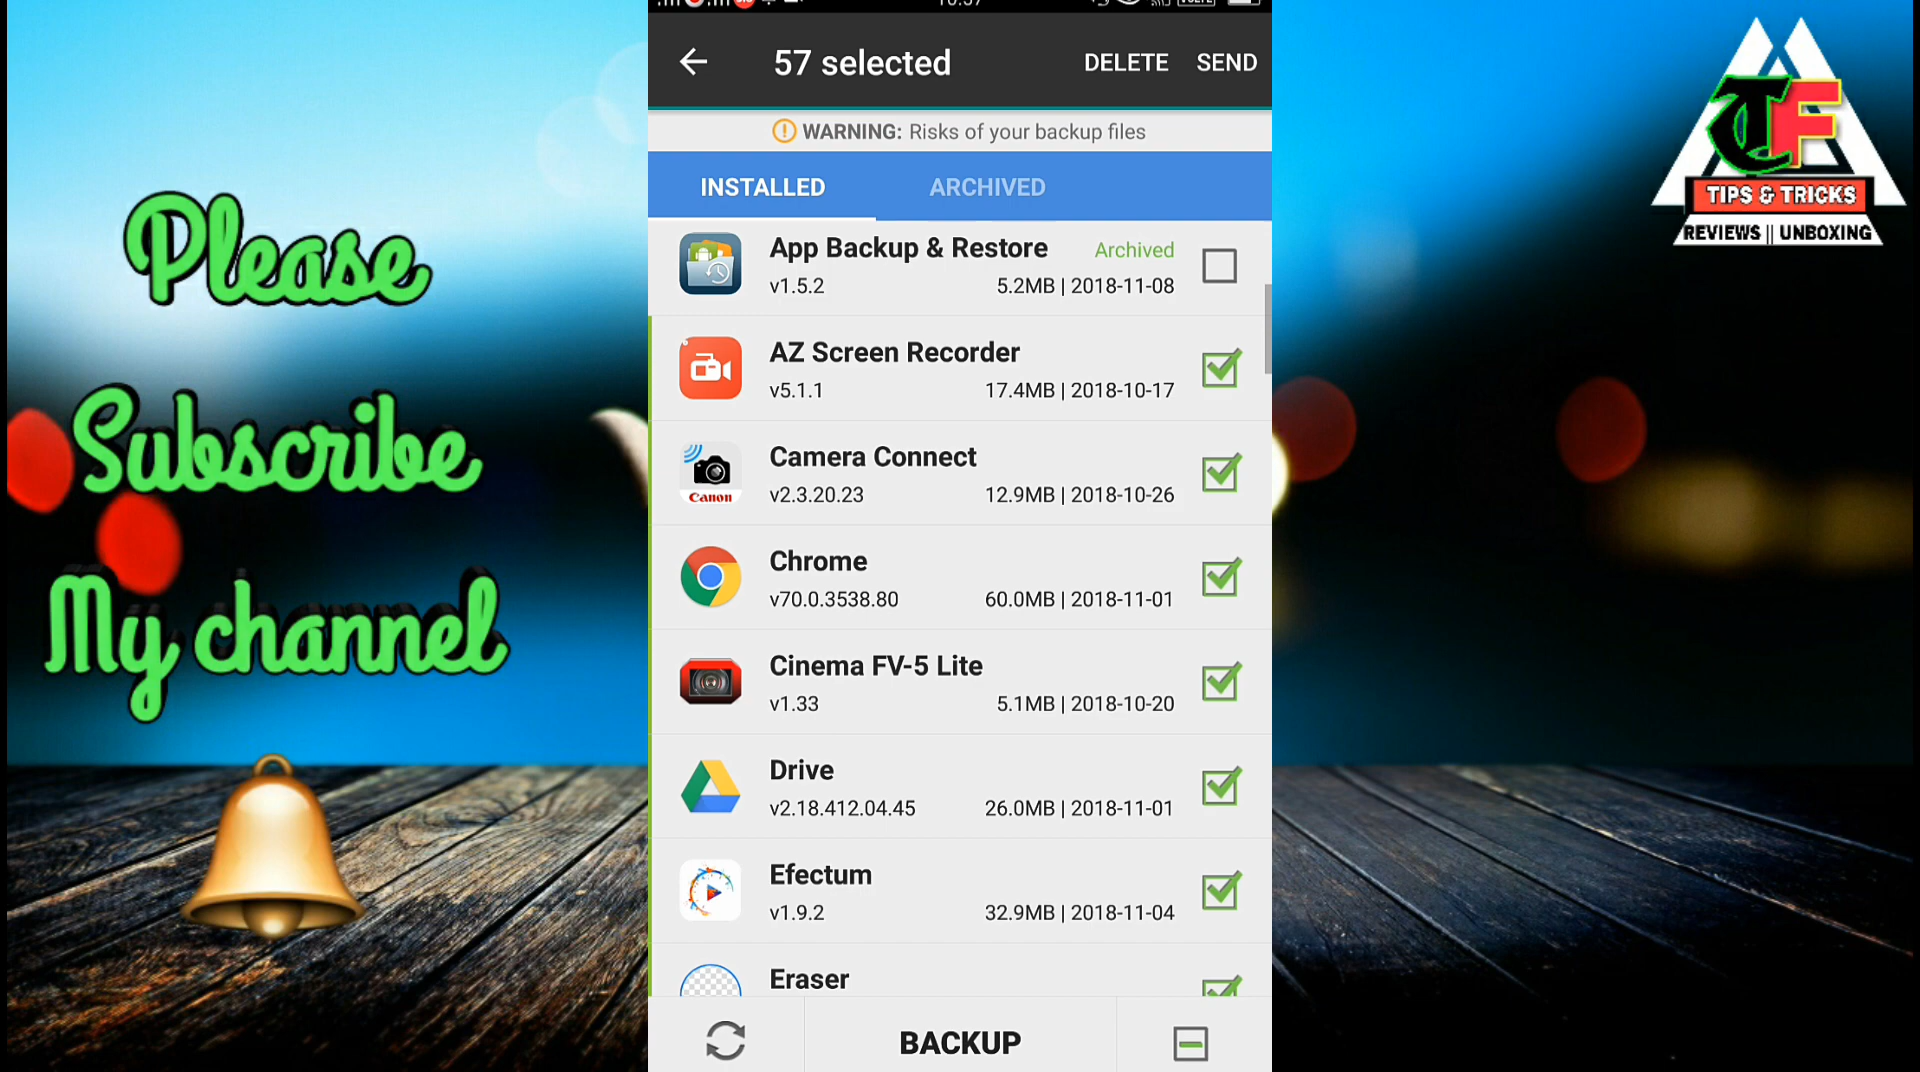 57 selected
DELETE
SEND
WARNING: Risks of your backup files
INSTALLED
ARCHIVED
App Backup & Restore
Archived
v1.5.2
5.2MB | 2018-11-08
AZ Screen Recorder
v5.1.1
17.4MB | 2018-10-17
Canon
Camera Connect
v2.3.20.23
12.9MB | 2018-10-26
Chrome
v70.0.3538.80
60.0MB | 2018-11-01
Cinema FV-5 Lite
v1.33
5.1MB | 2018-10-20
Drive
v2.18.412.04.45
26.0MB | 2018-11-01
Efectum
v1.9.2
32.9MB | 2018-11-04
Eraser
BACKUP
Please
Subscribe
My channel
TF
TIPS & TRICKS
REVIEWS || UNBOXING